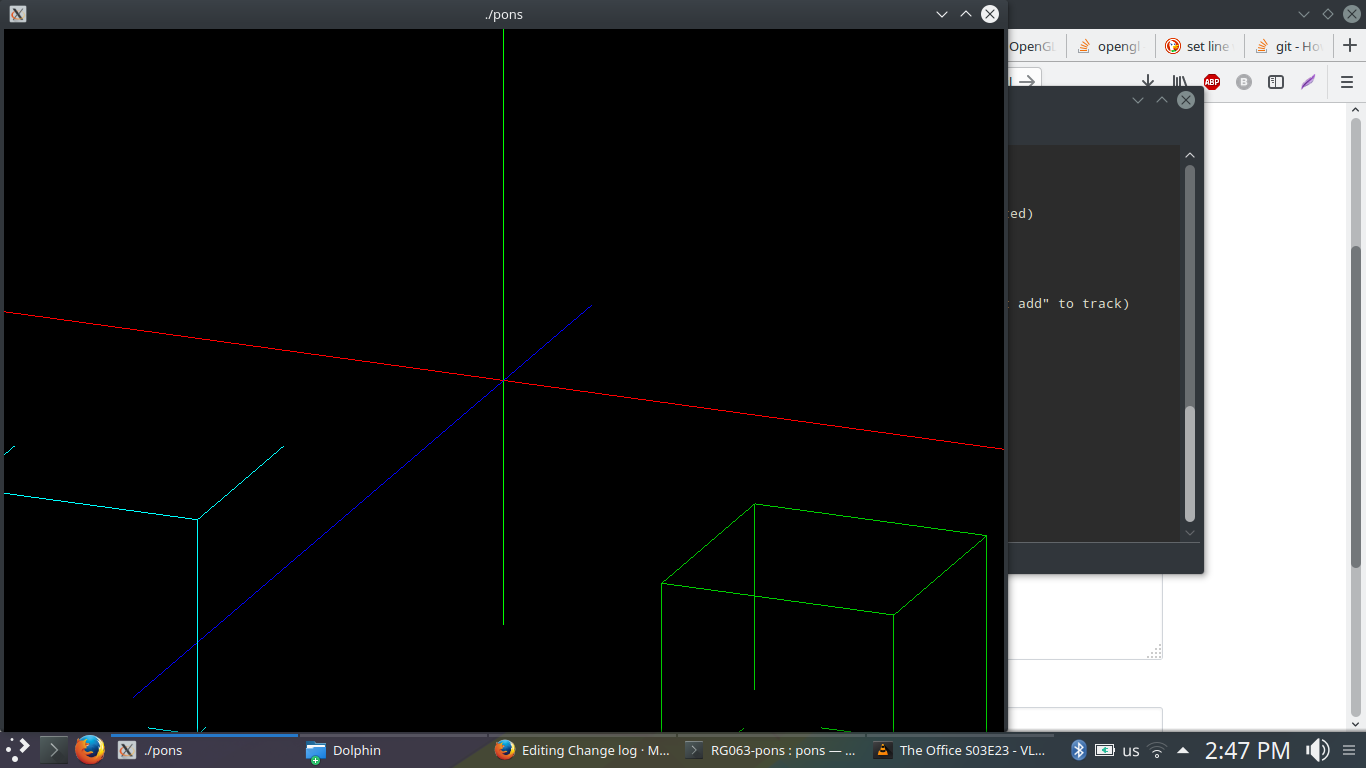 ./pons
OpenGL
opengl
set line
git - Ho
ABP
B
ed)
add" to track)
./pons
Dolphin
Editing Change log · M...
RG063-pons : pons — ...
The Office S03E23 - VL...
us
2:47 PM